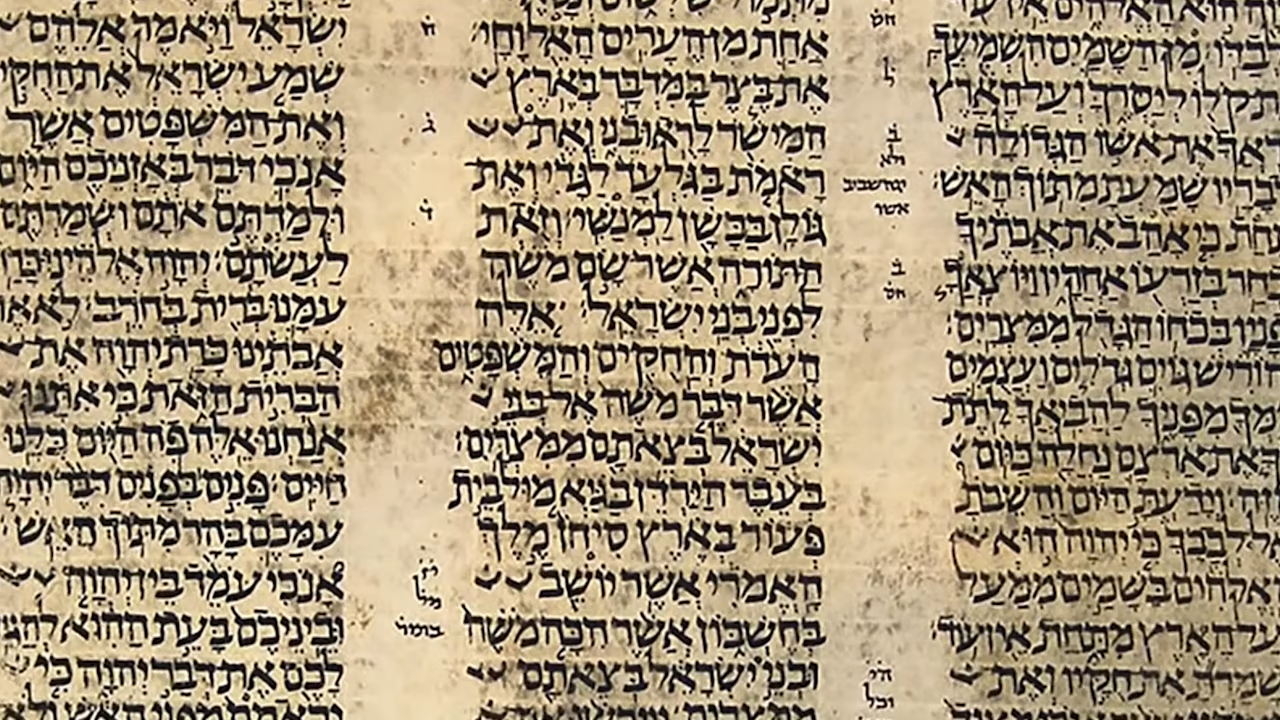 לבדו מן השמים השמיעך
קלו ליסרך ועל הארץ
את אשו הגדולה
דבריו שמעת מתוך האש
תחת כי אהב את אבתיך
בחר בזרעו אחריו ויוצאך
בפניו בכחו הגדל ממצרים
להוריש גוים גדלים ועצמים
ממך מפניך להביאך לתת
לך את ארצם נחלה כיום
הזה וידעת היום והשבת
אל לבבך כי יהוה הוא
האלהים בשמים ממעל
ועל הארץ מתחת אין עוד
ושמרת את חקיו ואת
אחת מן הערים האל וחי
את בצר במדבר בארץ
המישר לראובני ואת
ראמת בגלעד לגדי ואת
גולן בבשן למנשי וזאת
התורה אשר שם משה
לפני בני ישראל אלה
העדת והחקים והמשפטים
אשר דבר משה אל בני
ישראל בצאתם ממצרים
בעבר הירדן בגיא מול בית
פעור בארץ סיחן מלך
האמרי אשר יושב
בחשבון אשר הכה משה
ובני ישראל בצאתם
ישראל ויאמר אלהם
שמע ישראל את החקים
ואת המשפטים אשר
אנכי דבר באזניכם היום
ולמדתם אתם ושמרתם
לעשתם יהוה אלהינו כרת
עמנו ברית בחרב לא את
אבתינו כרת יהוה את
הברית הזאת כי אתנו
אנחנו אלה פה היום כלנו
חיים פנים בפנים דבר יהוה
עמכם בהר מתוך האש
אנכי עמד בין יהוה
וביניכם בעת ההוא להגיד
לכם את דבר יהוה כי
יראתם מפני האש ולא